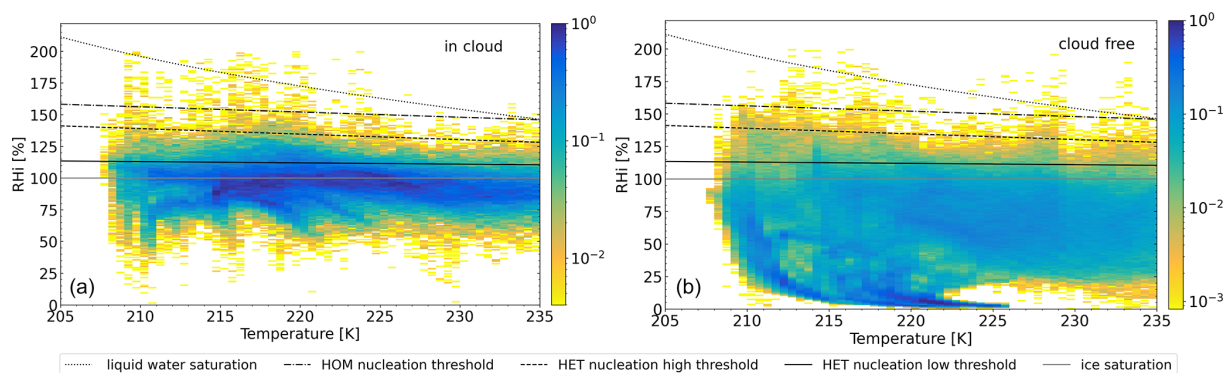 in cloud
RHi [%]
200
175
150
125
100
75
50
25
0
(a)
205 210 215 220 225 230 235
Temperature [K]
10⁰
10⁻¹
10⁻²
cloud free
RHi [%]
200
175
150
125
100
75
50
25
0
(b)
205 210 215 220 225 230 235
Temperature [K]
10⁰
10⁻¹
10⁻²
10⁻³
liquid water saturation HOM nucleation threshold HET nucleation high threshold HET nucleation low threshold ice saturation